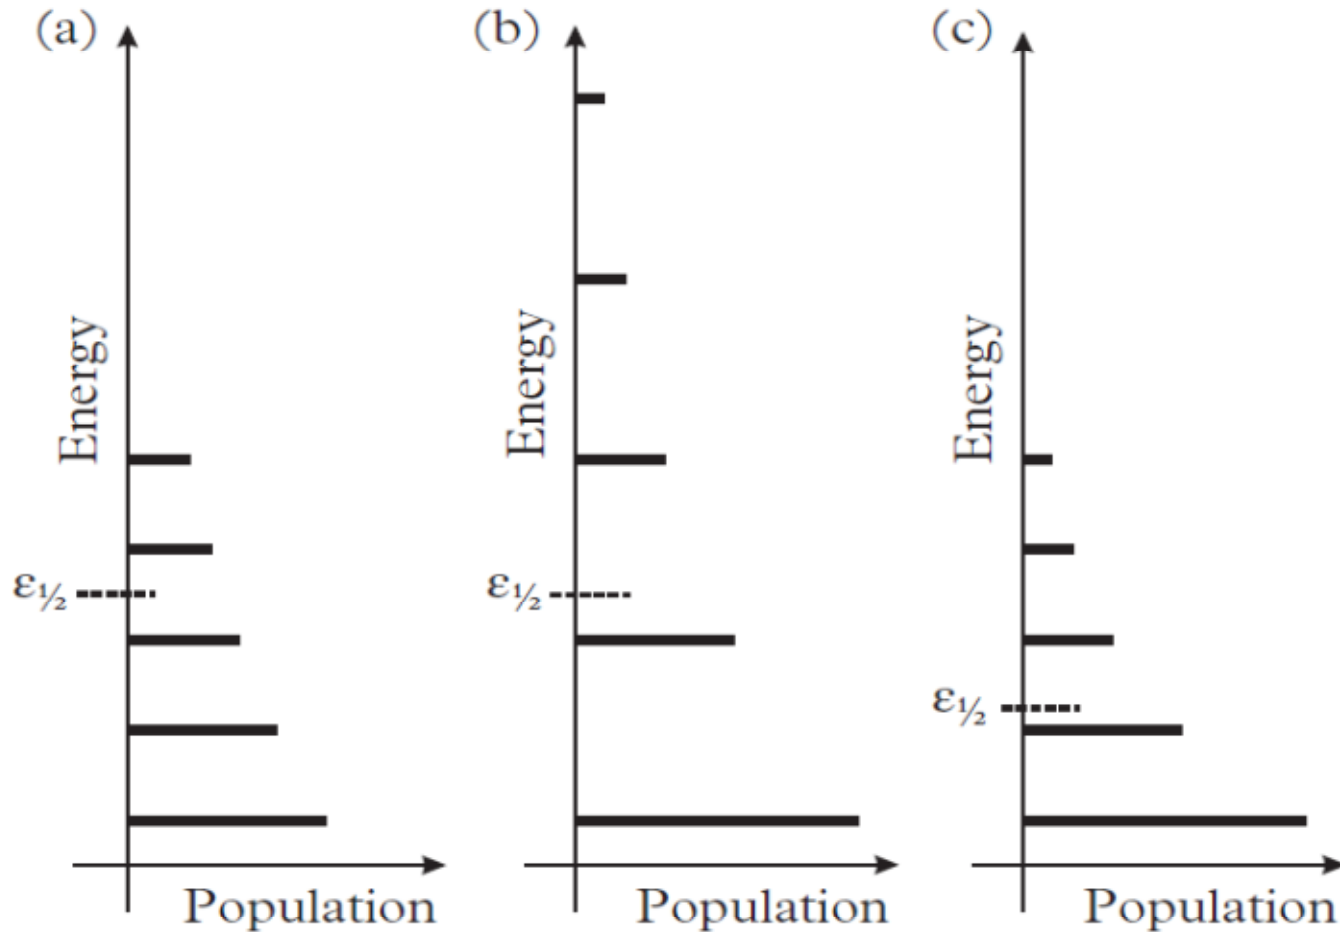 (a)
Energy
ε½
Population
(b)
Energy
ε½
Population
(c)
Energy
ε½
Population